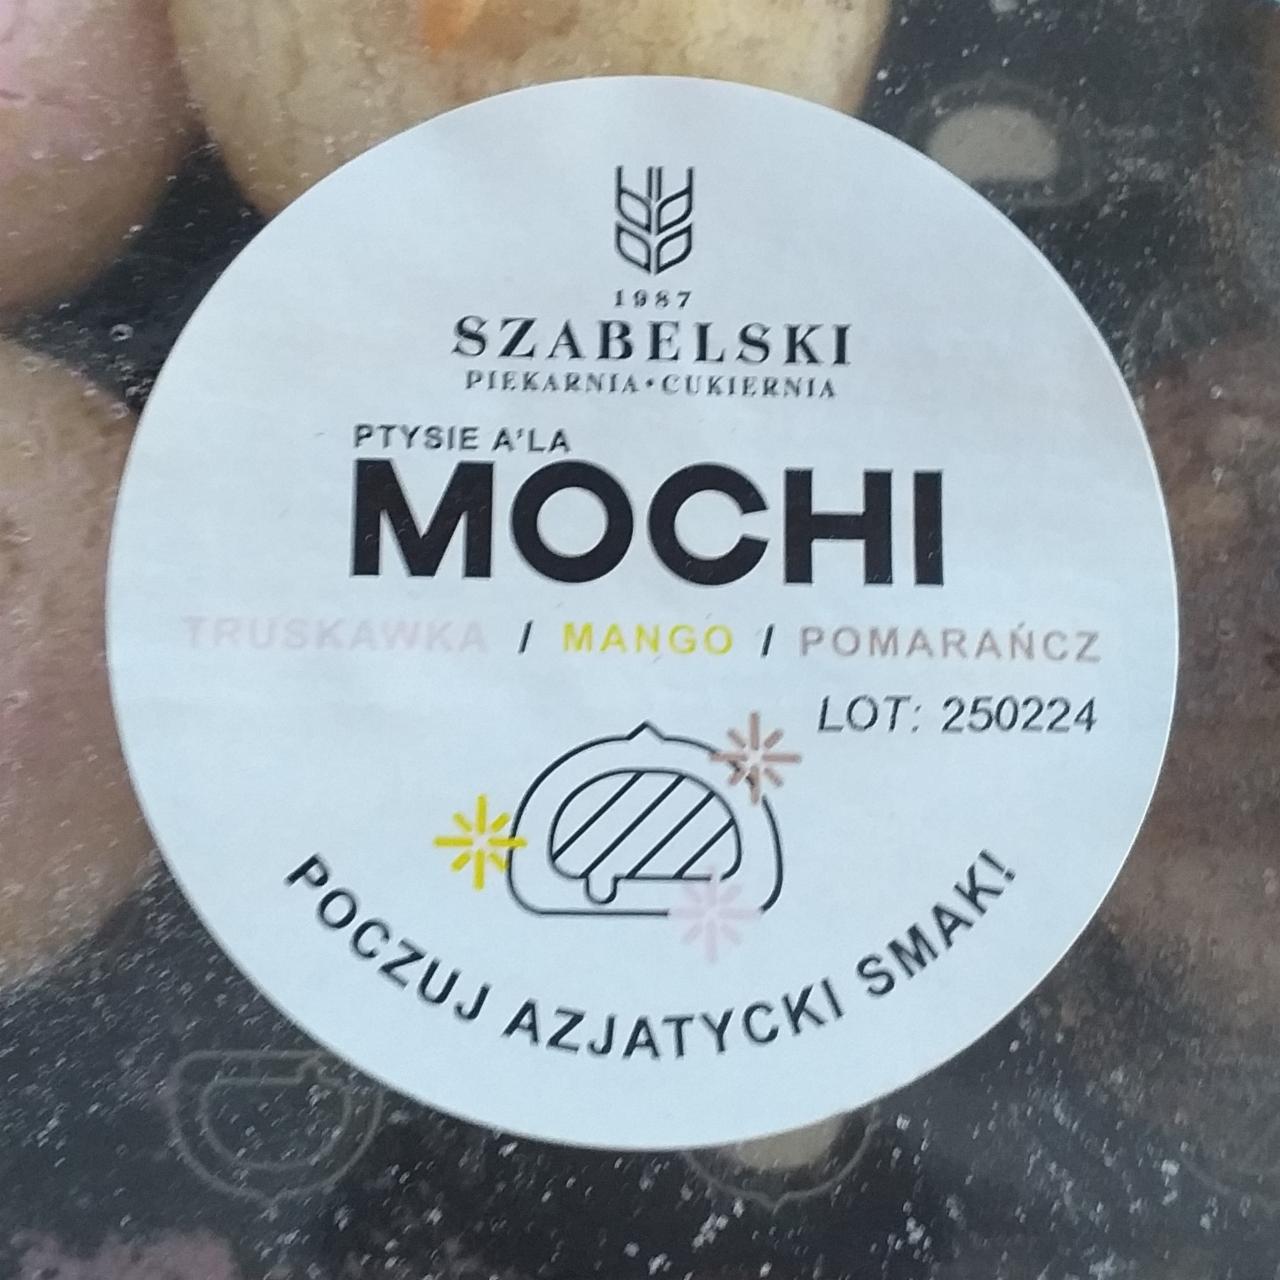 1987
SZABELSKI
PIEKARNIA•CUKIERNIA
PTYSIE A'LA
MOCHI
TRUSKAWKA / MANGO / POMARAŃCZ
LOT: 250224
POCZUJ AZJATYCKI SMAK!